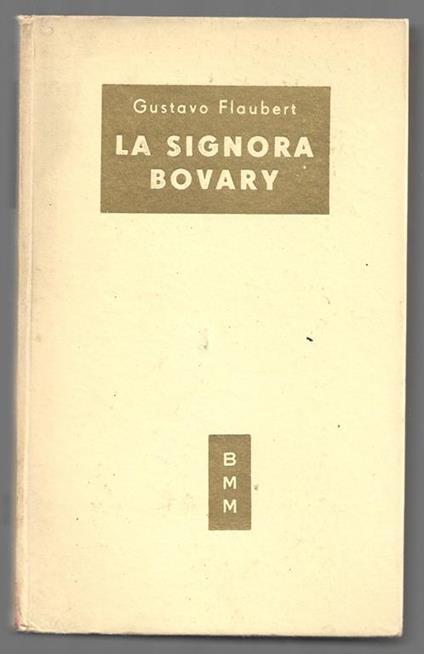 Gustavo Flaubert
LA SIGNORA
BOVARY
B
M
M